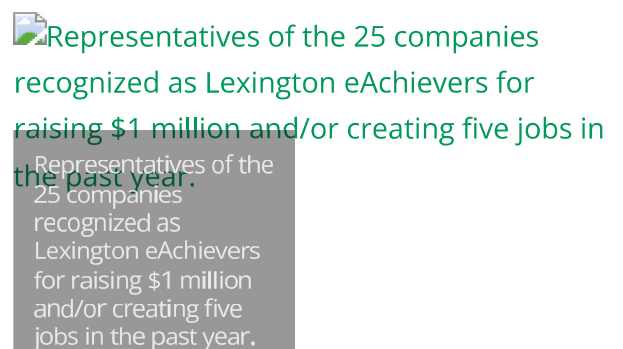 Representatives of the 25 companies
recognized as Lexington eAchievers for
raising $1 million and/or creating five jobs in
the past year.
Representatives of the
25 companies
recognized as
Lexington eAchievers
for raising $1 million
and/or creating five
jobs in the past year.